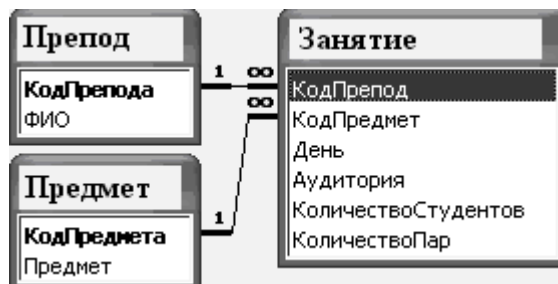 Препод
КодПрепода
ФИО
1
∞
∞
Занятие
КодПрепод
КодПредмет
День
Аудитория
КоличествоСтудентов
КоличествоПар
Предмет
КодПредмета
Предмет
1